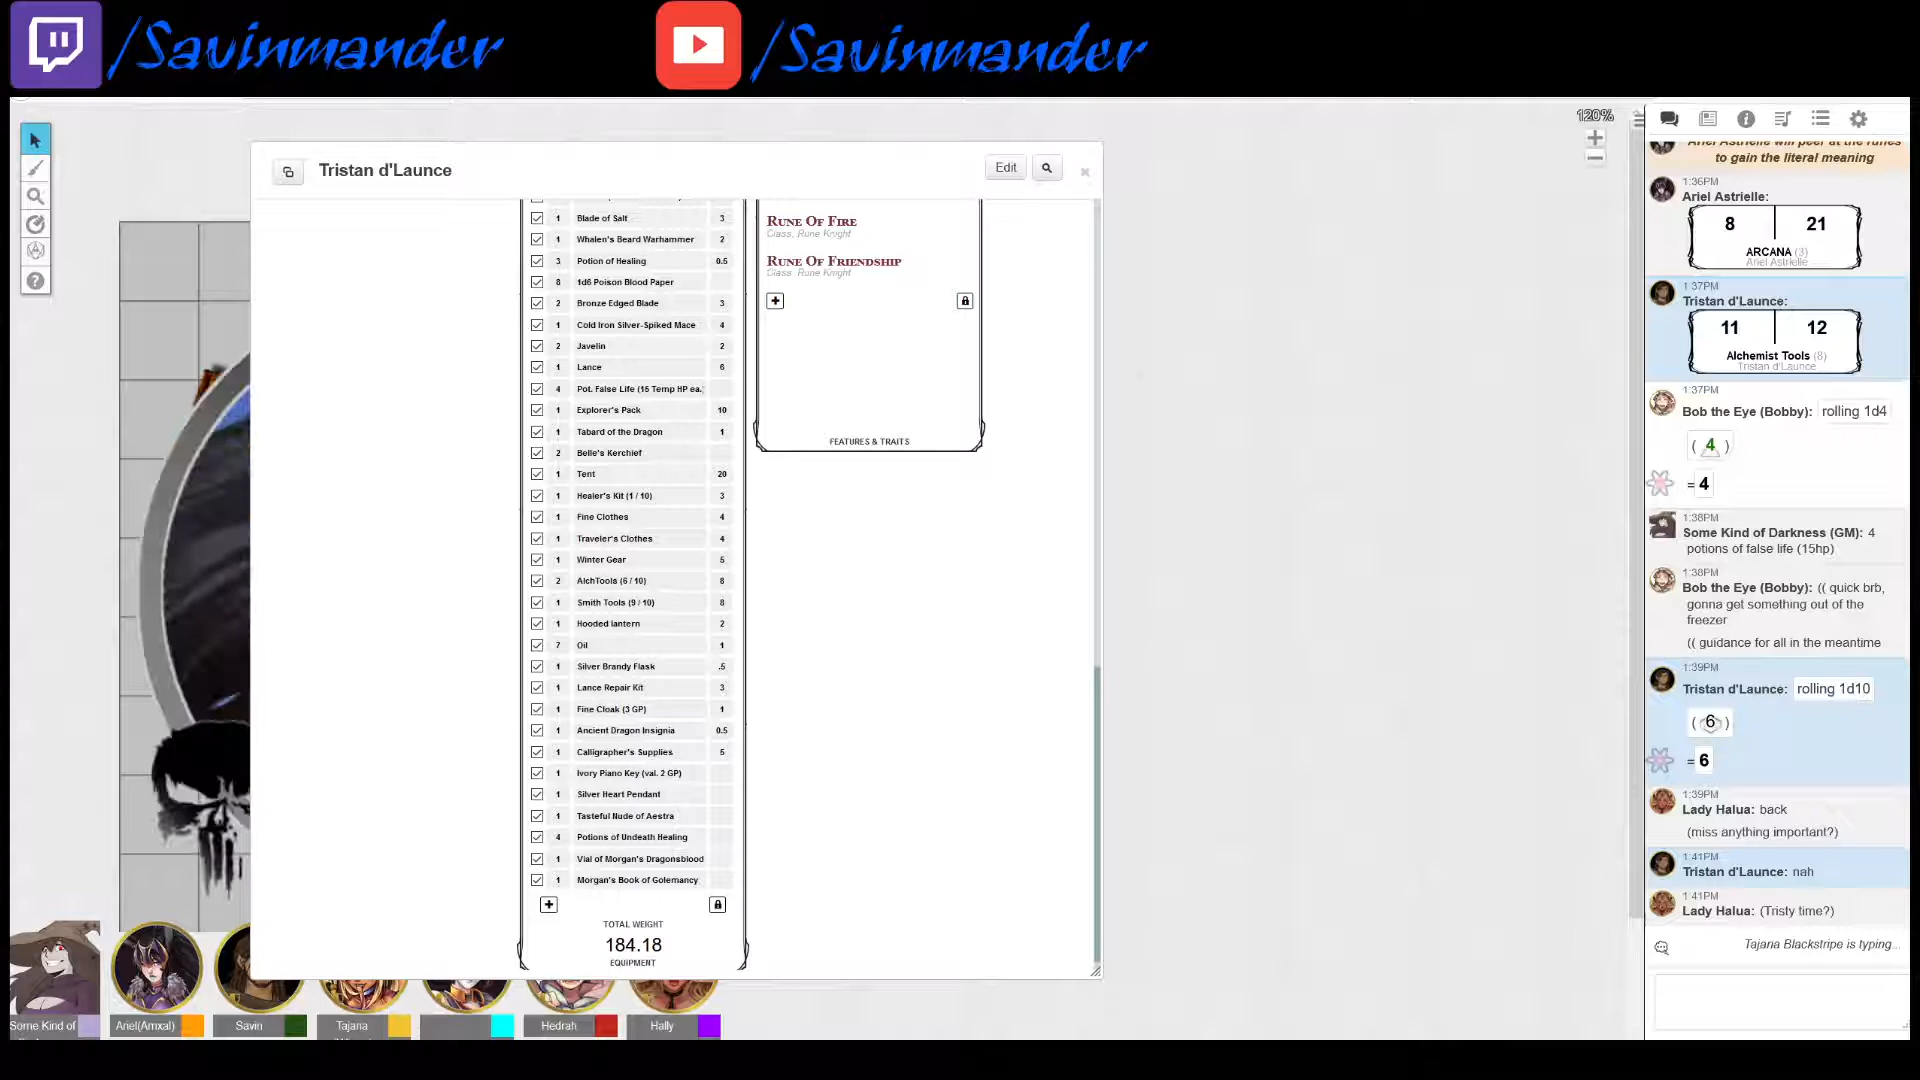 /Savinmander
/Savinmander
120%
Tristan d'Launce
Edit
1 Blade of Salt 3
1 Whalen's Beard Warhammer 2
3 Potion of Healing 0.5
8 1d6 Poison Blood Paper
2 Bronze Edged Blade 3
1 Cold Iron Silver-Spiked Mace 4
2 Javelin 2
1 Lance 6
4 Pot. False Life (15 Temp HP ea.)
1 Explorer's Pack 10
1 Tabard of the Dragon 1
2 Belle's Kerchief
1 Tent 20
1 Healer's Kit (1 / 10) 3
1 Fine Clothes 4
1 Traveler's Clothes 4
1 Winter Gear 5
2 AlchTools (6 / 10) 8
1 Smith Tools (9 / 10) 8
1 Hooded lantern 2
7 Oil 1
1 Silver Brandy Flask .5
1 Lance Repair Kit 3
1 Fine Cloak (3 GP) 1
1 Ancient Dragon Insignia 0.5
1 Calligrapher's Supplies 5
1 Ivory Piano Key (val. 2 GP)
1 Silver Heart Pendant
1 Tasteful Nude of Aestra
4 Potions of Undeath Healing
1 Vial of Morgan's Dragonsblood
1 Morgan's Book of Golemancy
TOTAL WEIGHT
184.18
EQUIPMENT
Rune Of Fire
Class, Rune Knight
Rune Of Friendship
Class, Rune Knight
FEATURES & TRAITS
Ariel Astrielle will peer at the runes
to gain the literal meaning
1:36PM
Ariel Astrielle:
8 21
ARCANA (3)
Ariel Astrielle
1:37PM
Tristan d'Launce:
11 12
Alchemist Tools (8)
Tristan d'Launce
1:37PM
Bob the Eye (Bobby): rolling 1d4
( 4 )
= 4
1:38PM
Some Kind of Darkness (GM): 4
potions of false life (15hp)
1:38PM
Bob the Eye (Bobby): (( quick brb,
gonna get something out of the
freezer
(( guidance for all in the meantime
1:39PM
Tristan d'Launce: rolling 1d10
( 6 )
= 6
1:39PM
Lady Halua: back
(miss anything important?)
1:41PM
Tristan d'Launce: nah
1:41PM
Lady Halua: (Tristy time?)
Tajana Blackstripe is typing...
Some Kind of
Ariel(Amxal)
Savin
Tajana
Hedrah
Hally